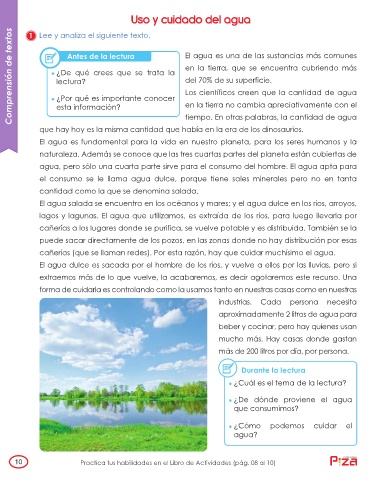 Uso y cuidado del agua
Comprensión de textos
1 Lee y analiza el siguiente texto.
Antes de la lectura
¿De qué crees que se trata la
lectura?
¿Por qué es importante conocer
esta información?
El agua es una de las sustancias más comunes
en la tierra, que se encuentra cubriendo más
del 70% de su superficie.
Los científicos creen que la cantidad de agua
en la tierra no cambia apreciativamente con el
tiempo. En otras palabras, la cantidad de agua
que hay hoy es la misma cantidad que había en la era de los dinosaurios.
El agua es fundamental para la vida en nuestro planeta, para los seres humanos y la
naturaleza. Además se conoce que las tres cuartas partes del planeta están cubiertas de
agua, pero sólo una cuarta parte sirve para el consumo del hombre. El agua apta para
el consumo se le llama agua dulce, porque tiene sales minerales pero no en tanta
cantidad como la que se denomina salada.
El agua salada se encuentra en los océanos y mares; y el agua dulce en los ríos, arroyos,
lagos y lagunas. El agua que utilizamos, es extraída de los ríos, para luego llevarla por
cañerías a los lugares donde se purifica, se vuelve potable y es distribuida. También se la
puede sacar directamente de los pozos, en las zonas donde no hay distribución por esas
cañerías (que se llaman redes). Por esta razón, hay que cuidar muchísimo el agua.
El agua dulce es sacada por el hombre de los ríos, y vuelve a ellos por las lluvias, pero si
extraemos más de lo que vuelve, la acabaremos, es decir agotaremos este recurso. Una
forma de cuidarla es controlando como la usamos tanto en nuestras casas como en nuestras
industrias. Cada persona necesita
aproximadamente 2 litros de agua para
beber y cocinar, pero hay quienes usan
mucho más. Hay casas donde gastan
más de 200 litros por día, por persona.
Durante la lectura
¿Cuál es el tema de la lectura?
¿De dónde proviene el agua
que consumimos?
¿Cómo podemos cuidar el
agua?
10
Practica tus habilidades en el Libro de Actividades (pág. 08 al 10)
Piza